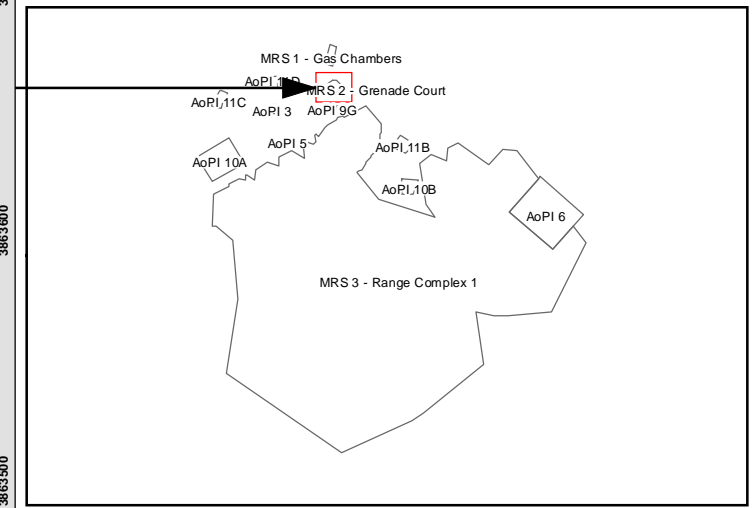 MRS 1 - Gas Chambers
AoPI 11D
MRS 2 - Grenade Court
AoPI 11C
AoPI 3
AoPI 9G
AoPI 5
AoPI 11B
AoPI 10A
AoPI 10B
AoPI 6
MRS 3 - Range Complex 1
3863600
3863500